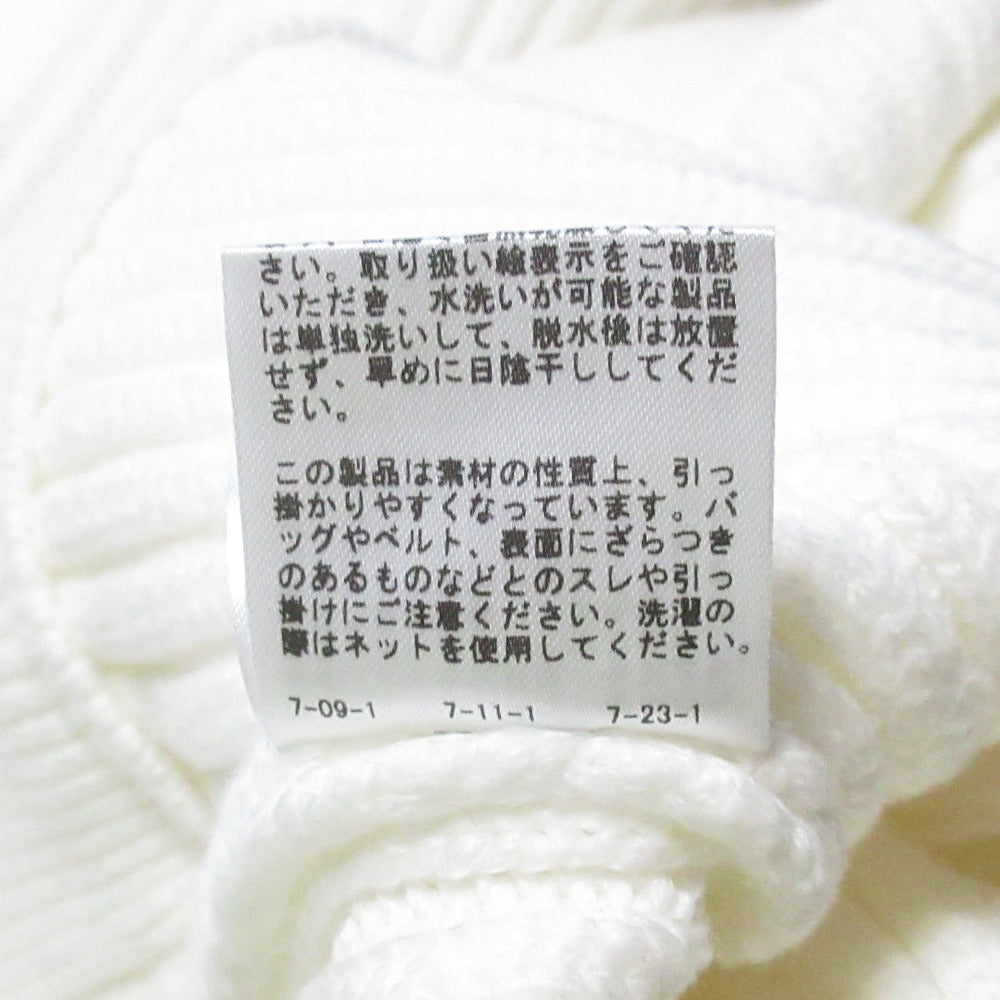 さい。取り扱い絵表示をご確認
いただき、水洗いが可能な製品
は単独洗いして、脱水後は放置
せず、早めに日陰干ししてくだ
さい。
この製品は素材の性質上、引っ
掛かりやすくなっています。バ
ッグやベルト、表面にざらつき
のあるものなどとのスレや引っ
掛けにご注意ください。洗濯の
際はネットを使用してください。
7-09-1 7-11-1 7-23-1